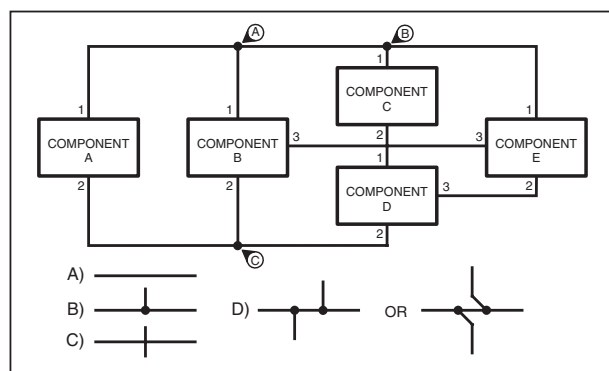 A
B
1
COMPONENT
C
1
1
1
COMPONENT
A
COMPONENT
B
3
2
3
COMPONENT
E
1
COMPONENT
D
3
2
2
2
2
C
A)
B)
D)
OR
C)